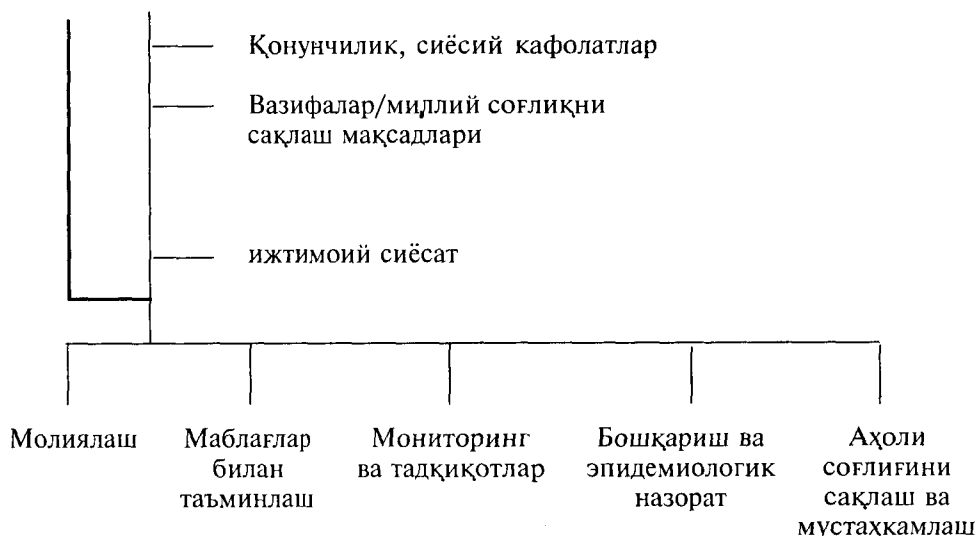 Қонунчилик, сиёсий кафолатлар
Вазифалар/миллий соғлиқни
сақлаш мақсадлари
ижтимоий сиёсат
Молиялаш
Маблағлар
билан
таъминлаш
Мониторинг
ва тадқиқотлар
Бошқариш ва
эпидемиологик
назорат
Аҳоли
соғлиғини
сақлаш ва
мустаҳкамлаш